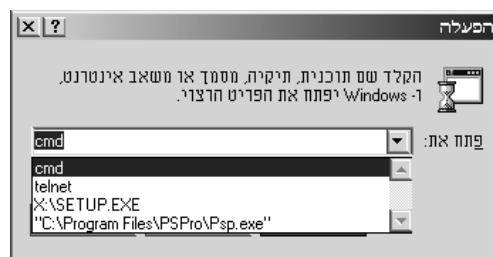 הפעלה
הקלד שם תוכנית, תיקיה, מסמך או משאב אינטרנט,
ו- Windows יפתח את הפריט הרצוי.
פתח את:
cmd
cmd
telnet
X:\SETUP.EXE
"C:\Program Files\PSPro\Psp.exe"